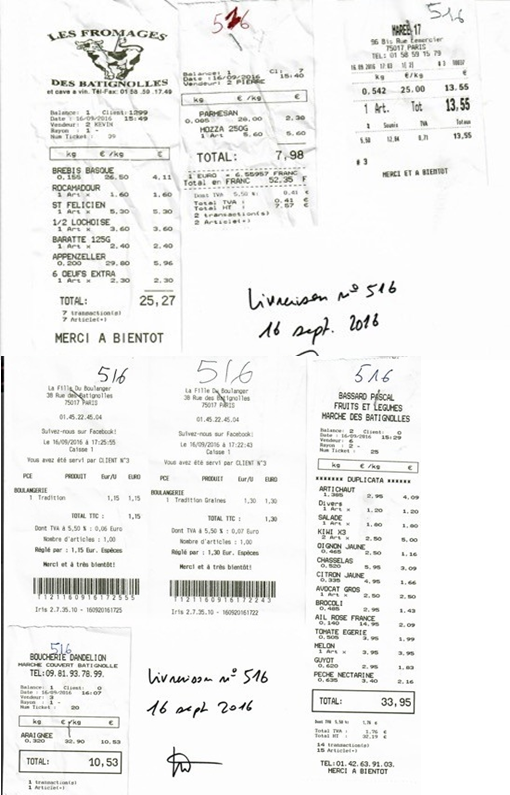 LES FROMAGES
DES BATIGNOLLES
et cave à vin. Tél-Fax: 01.58.59.17.49
Balance: 1 Client:1299
Date : 16/09/2016 15:49
Vendeur: 2 KEVIN
Rayon : 1 -
Num Ticket : 39
kg €/kg €
BREBIS BASQUE
0.155 26.50 4.11
ROCAMADOUR
1 Art x 1.60 1.60
ST FELICIEN
1 Art x 5.30 5.30
1/2 LOCHOISE
1 Art x 3.60 3.60
BARATTE 125G
1 Art x 2.40 2.40
APPENZELLER
0.200 29.80 5.96
6 OEUFS EXTRA
1 Art x 2.30 2.30
TOTAL: 25,27
7 transaction(s)
7 Article(*)
MERCI A BIENTOT
516
Balance: 1 Cli: 7
Date :16/09/2016 15:40
Vendeur: 2 PIERRE
kg €/kg €
PARMESAN
0.085 28.00 2.38
MOZZA 250G
1 Art 5.60 5.60
TOTAL: 7,98
1 EURO = 6.55957 FRANC
Total en FRANC 52,35 F
Dont TVA 5,50 %: 0.41 €
Total TVA : 0.41 €
Total HT : 7.57 €
2 transaction(s)
2 Article(*)
516
MAREE 17
96 Bis Rue Lemercier
75017 PARIS
TEL: 01 58 59 15 79
kg €/kg €
0.542 25.00 13.55
1 Art. Tot 13.55
% Soumis TVA Totaux
5,50 12,84 0,71 13,55
# 3
MERCI ET A BIENTOT
Livraison n° 516
16 sept. 2016
516
La Fille Du Boulanger
38 Rue des Batignolles
75017 PARIS
01.45.22.45.04
Suivez-nous sur Facebook!
Le 16/09/2016 à 17:25:55
Caisse 1
Vous avez été servi par CLIENT N°3
PCE PRODUIT Eur/U EURO
BOULANGERIE
1 Tradition 1,15 1,15
TOTAL TTC : 1,15
Dont TVA à 5,50 % : 0,06 Euro
Nombre d'articles : 1,00
Réglé par : 1,15 Eur. Espèces
Merci et à très bientôt!
1121160916172555
Iris 2.7.35.10 - 160920161725
516
La Fille Du Boulanger
38 Rue des Batignolles
75017 PARIS
01.45.22.45.04
Suivez-nous sur Facebook!
Le 16/09/2016 à 17:22:43
Caisse 1
Vous avez été servi par CLIENT N°3
PCE PRODUIT Eur/U EURO
BOULANGERIE
1 Tradition Graines 1,30 1,30
TOTAL TTC : 1,30
Dont TVA à 5,50 % : 0,07 Euro
Nombre d'articles : 1,00
Réglé par : 1,30 Eur. Espèces
Merci et à très bientôt!
1121160916172243
Iris 2.7.35.10 - 160920161722
516
BASSARD PASCAL
FRUITS ET LEGUMES
MARCHE DES BATIGNOLLES
Balance: 2 Client: 0
Date :16/09/2016 15:29
Vendeur: 6
Rayon : 2 -
Num Ticket : 25
kg €/kg €
******* DUPLICATA ******
ARTICHAUT
1.385 2.95 4.09
Divers
1 Art x 1.20 1.20
SALADE
1 Art x 1.60 1.60
KIWI X3
2 Art x 2.50 5.00
OIGNON JAUNE
0.465 2.50 1.16
CHASSELAS
0.520 5.95 3.09
CITRON JAUNE
0.335 4.95 1.66
AVOCAT GROS
1 Art x 2.50 2.50
BROCOLI
0.485 2.95 1.43
AIL ROSE FRANCE
0.140 14.95 2.09
TOMATE EGERIE
0.505 3.95 1.99
MELON
1 Art x 3.95 3.95
GUYOT
0.620 2.95 1.83
PECHE NECTARINE
0.635 3.40 2.16
TOTAL: 33,95
Dont TVA 5.50 %: 1.76 €
Total TVA : 1.76 €
Total HT : 32.19 €
14 transactions
15 Article(*)
TEL:01.42.63.91.03.
MERCI A BIENTOT
516
BOUCHERIE DANDELION
MARCHE COUVERT BATIGNOLLE
TEL:09.81.93.78.99.
Balance: 1 Client: 0
Date :16/09/2016 16:07
Vendeur: 3
Rayon : 1 -
Num Ticket : 20
kg €/kg €
ARAIGNEE
0.320 32.90 10.53
TOTAL: 10,53
1 transaction(s)
1 Article(*)
Livraison n° 516
16 sept 2016